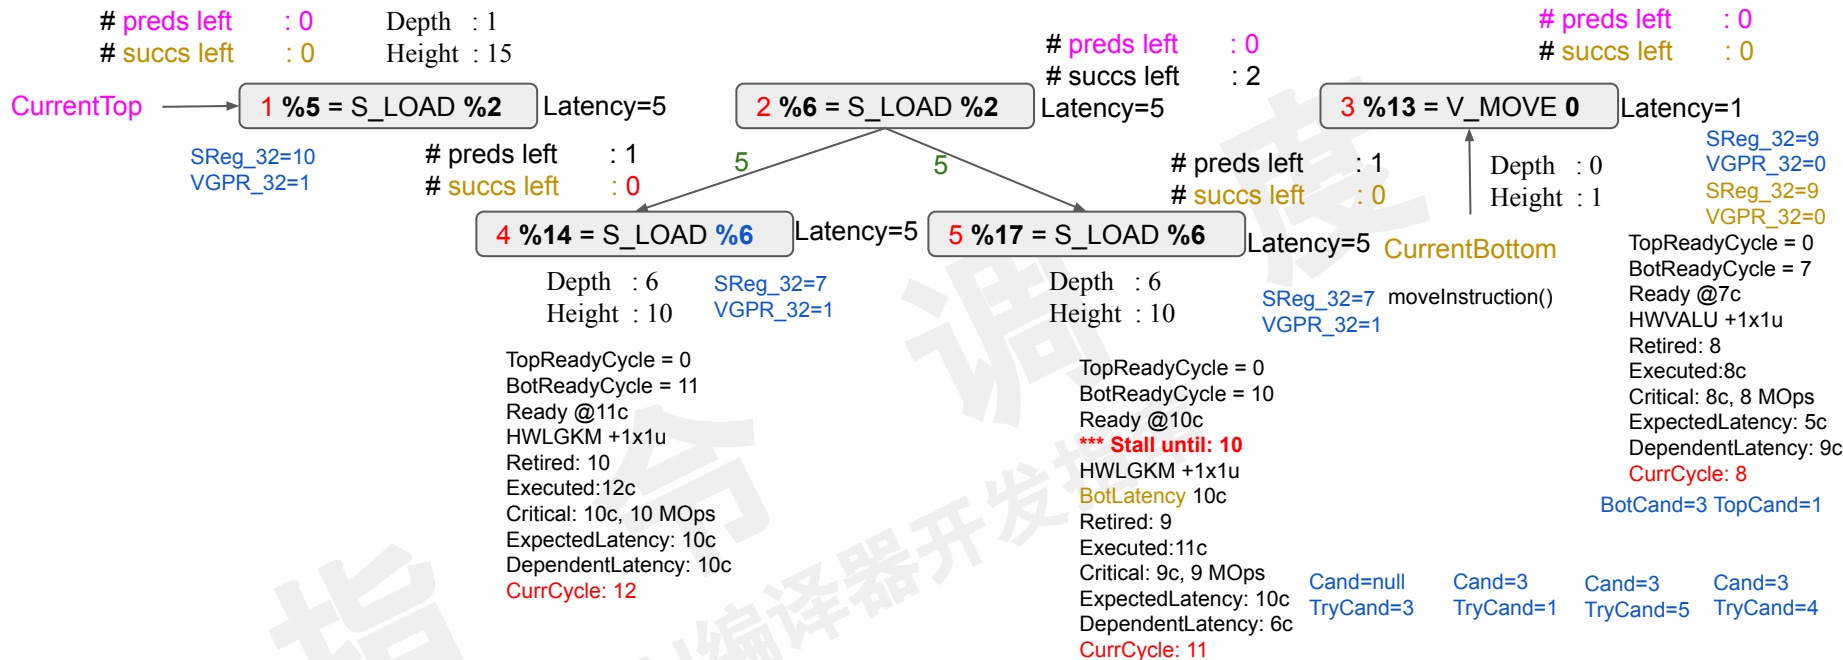 # preds left : 0
# succs left : 0
Depth : 1
Height : 15
CurrentTop
1 %5 = S_LOAD %2
Latency=5
SReg_32=10
VGPR_32=1
# preds left : 0
# succs left : 2
2 %6 = S_LOAD %2
Latency=5
5
5
# preds left : 0
# succs left : 0
3 %13 = V_MOVE 0
Latency=1
Depth : 0
Height : 1
CurrentBottom
SReg_32=9
VGPR_32=0
SReg_32=9
VGPR_32=0
TopReadyCycle = 0
BotReadyCycle = 7
Ready @7c
HWVALU +1x1u
Retired: 8
Executed:8c
Critical: 8c, 8 MOps
ExpectedLatency: 5c
DependentLatency: 9c
CurrCycle: 8
BotCand=3 TopCand=1
# preds left : 1
# succs left : 0
4 %14 = S_LOAD %6
Latency=5
Depth : 6
Height : 10
SReg_32=7
VGPR_32=1
TopReadyCycle = 0
BotReadyCycle = 11
Ready @11c
HWLGKM +1x1u
Retired: 10
Executed:12c
Critical: 10c, 10 MOps
ExpectedLatency: 10c
DependentLatency: 10c
CurrCycle: 12
# preds left : 1
# succs left : 0
5 %17 = S_LOAD %6
Latency=5
Depth : 6
Height : 10
SReg_32=7
VGPR_32=1
moveInstruction()
TopReadyCycle = 0
BotReadyCycle = 10
Ready @10c
*** Stall until: 10
HWLGKM +1x1u
BotLatency 10c
Retired: 9
Executed:11c
Critical: 9c, 9 MOps
ExpectedLatency: 10c
DependentLatency: 6c
CurrCycle: 11
Cand=null
TryCand=3
Cand=3
TryCand=1
Cand=3
TryCand=5
Cand=3
TryCand=4
指令调度
编译器开发指